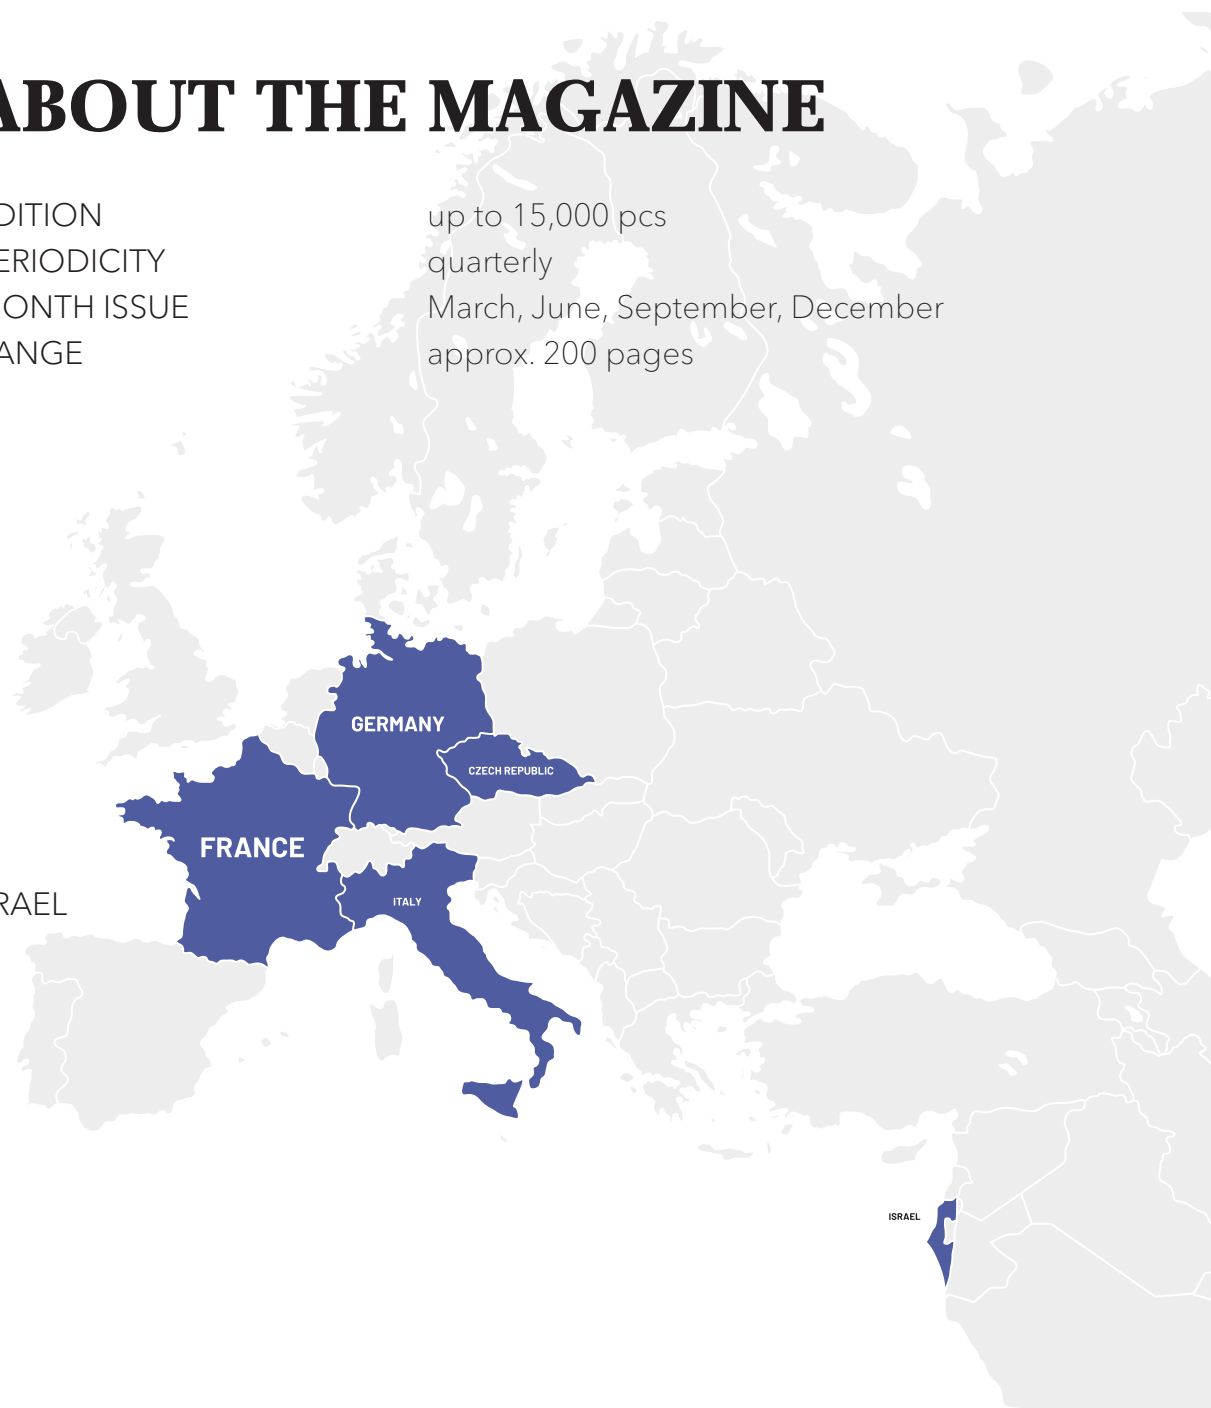 ABOUT THE MAGAZINE
DITION up to 15,000 pcs
ERIODICITY quarterly
ONTH ISSUE March, June, September, December
ANGE approx. 200 pages
GERMANY
CZECH REPUBLIC
FRANCE
ITALY
RAEL
ISRAEL